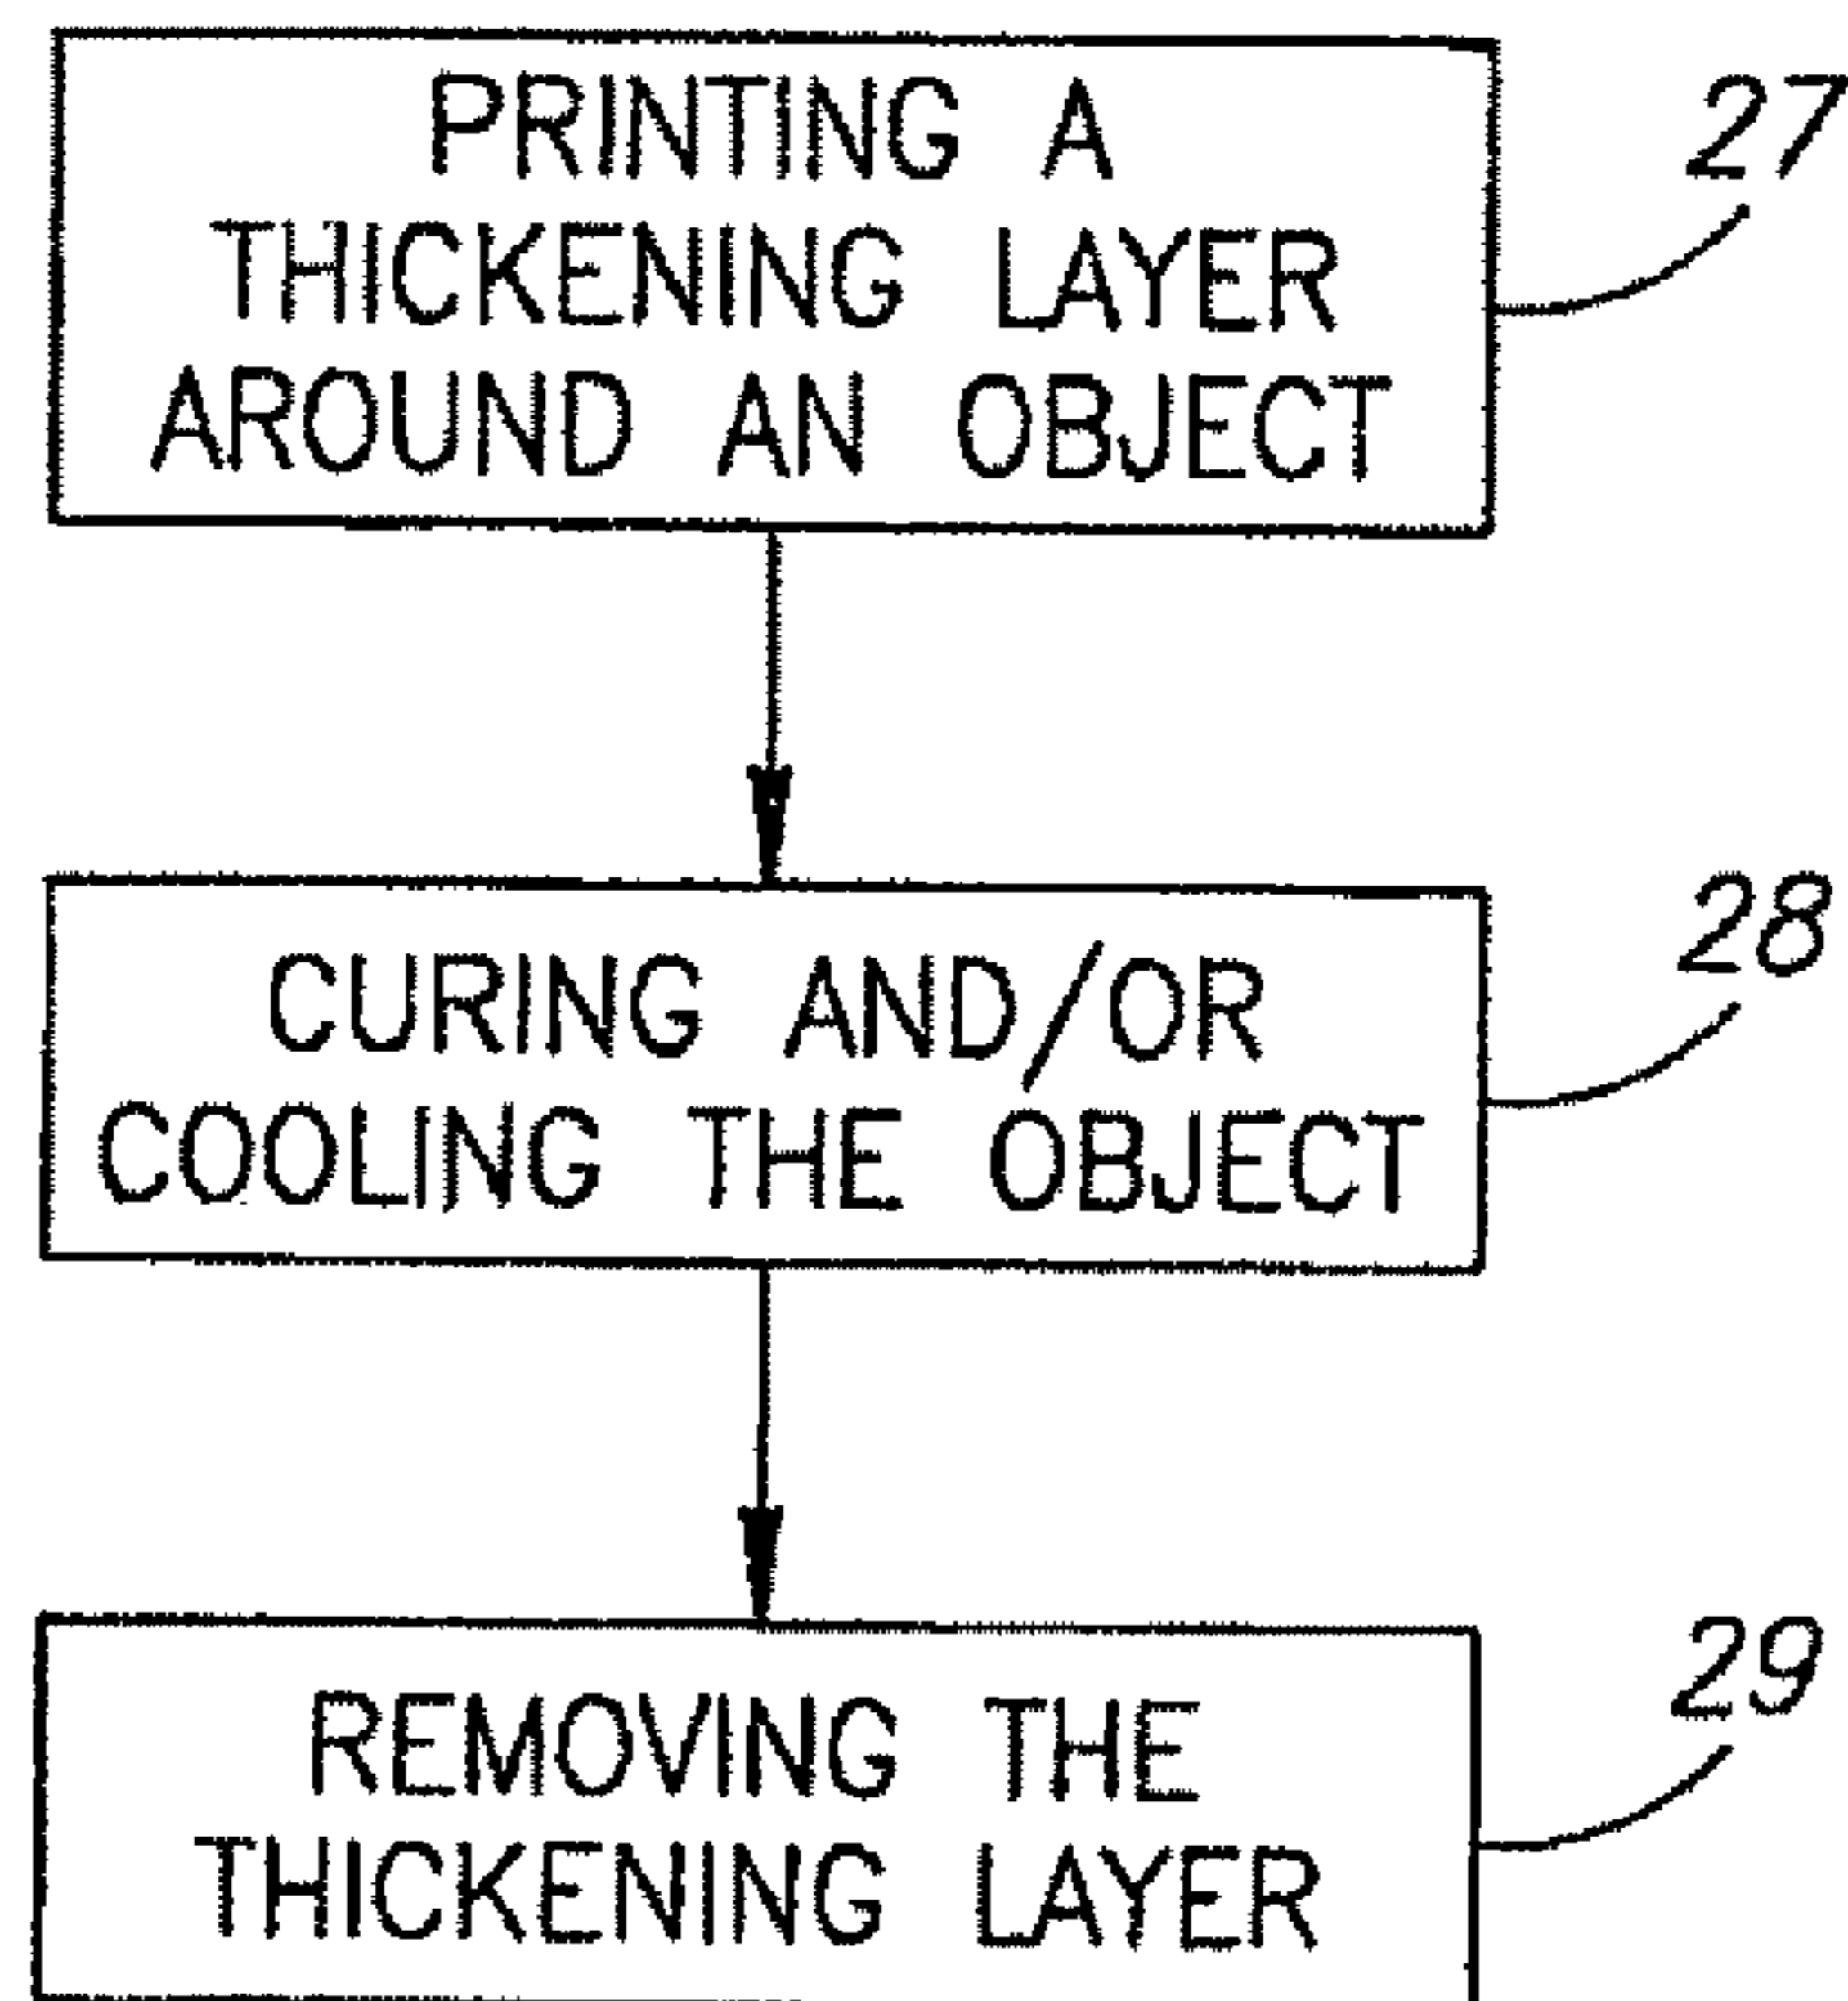 PRINTING A
THICKENING LAYER
AROUND AN OBJECT
27
CURING AND/OR
COOLING THE OBJECT
28
REMOVING THE
THICKENING LAYER
29